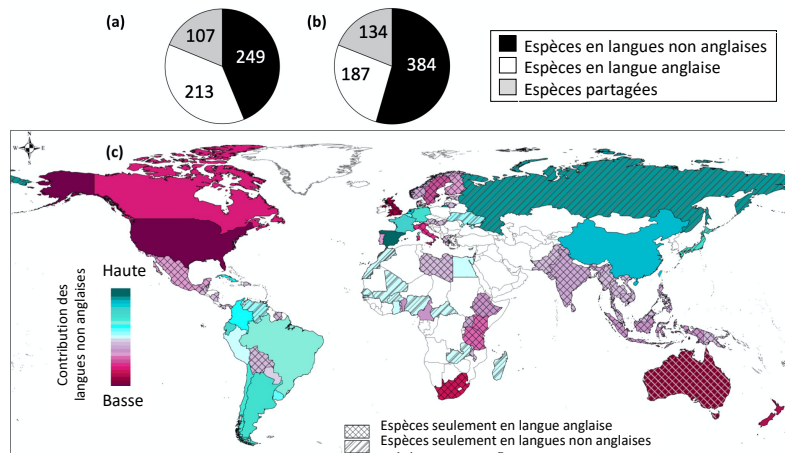 (a)
107
249
213
(b)
134
384
187
Espèces en langues non anglaises
Espèces en langue anglaise
Espèces partagées
N
W
E
(c)
Contribution des
langues non anglaises
Haute
Basse
Espèces seulement en langue anglaise
Espèces seulement en langues non anglaises